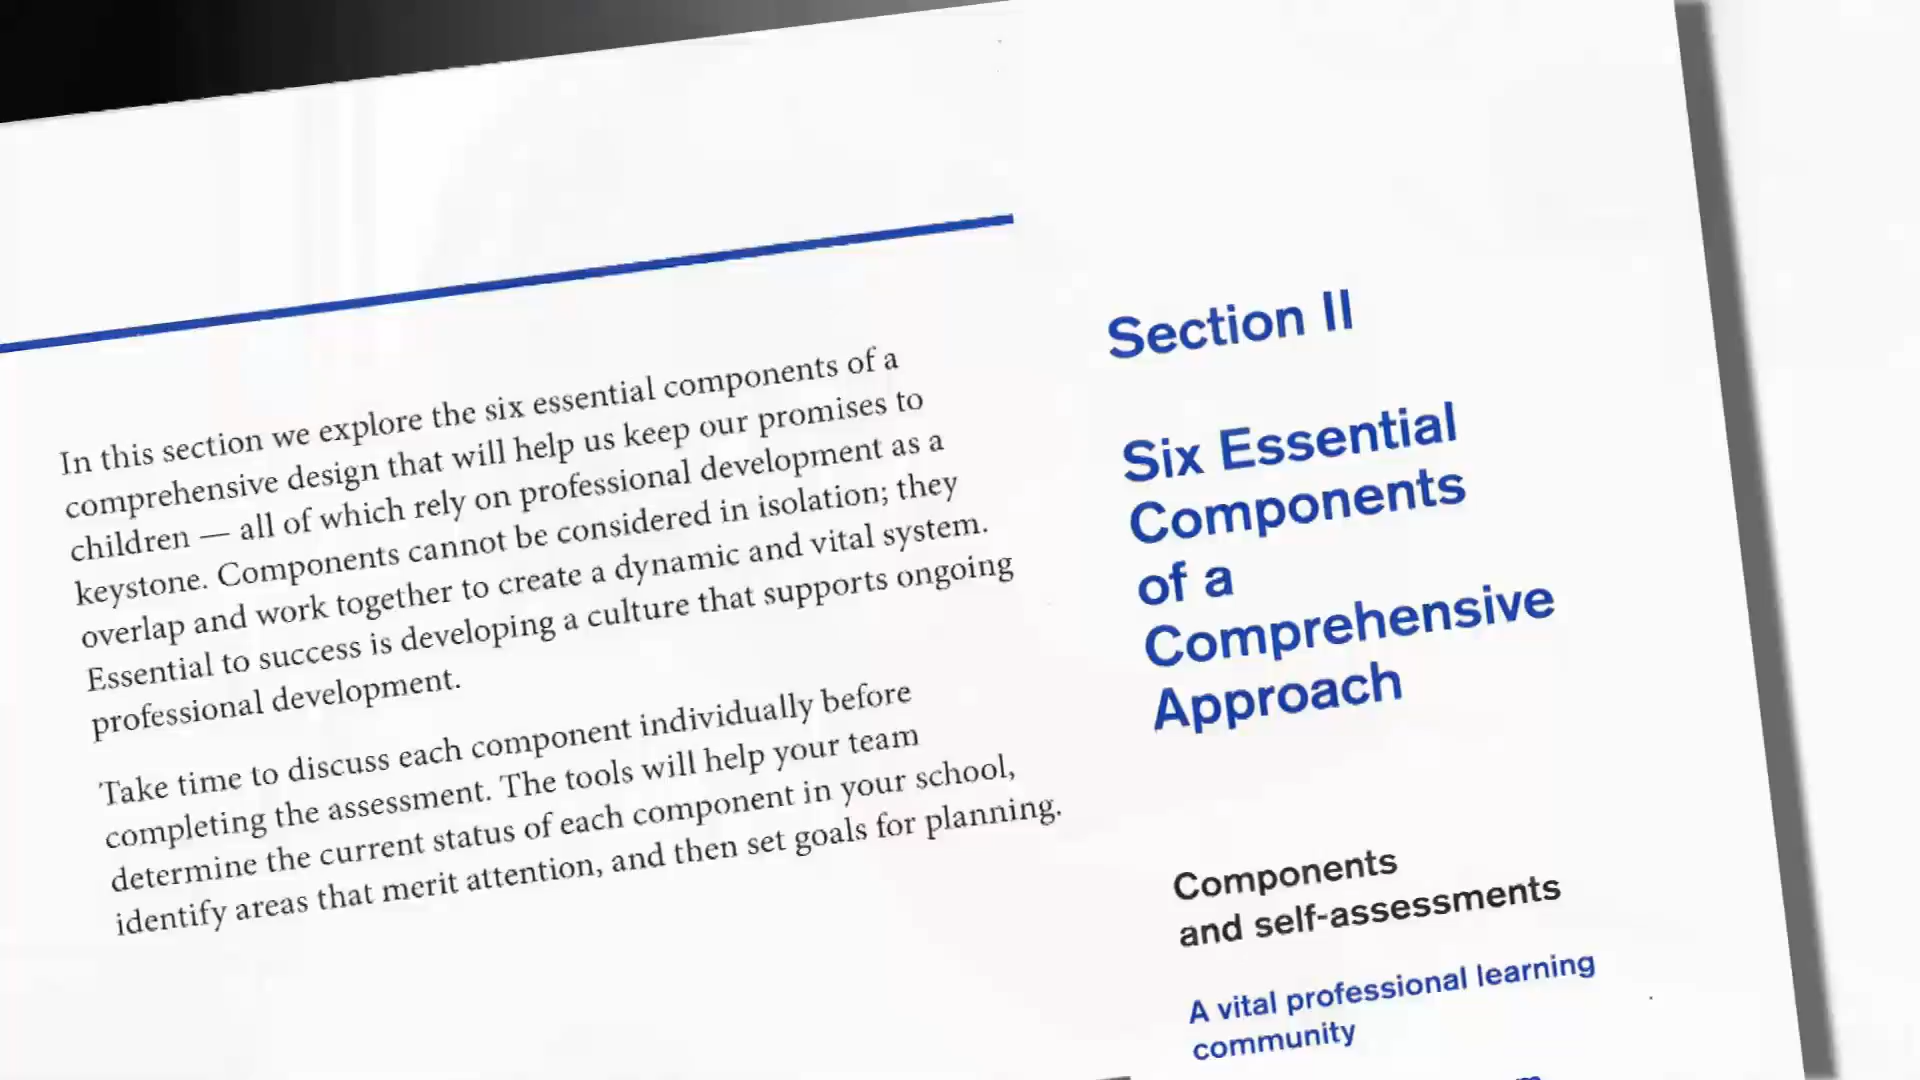 In this section we explore the six essential components of a
comprehensive design that will help us keep our promises to
children — all of which rely on professional development as a
keystone. Components cannot be considered in isolation; they
overlap and work together to create a dynamic and vital system.
Essential to success is developing a culture that supports ongoing
professional development.
Take time to discuss each component individually before
completing the assessment. The tools will help your team
determine the current status of each component in your school,
identify areas that merit attention, and then set goals for planning.
Section II
Six Essential
Components
of a
Comprehensive
Approach
Components
and self-assessments
A vital professional learning
community